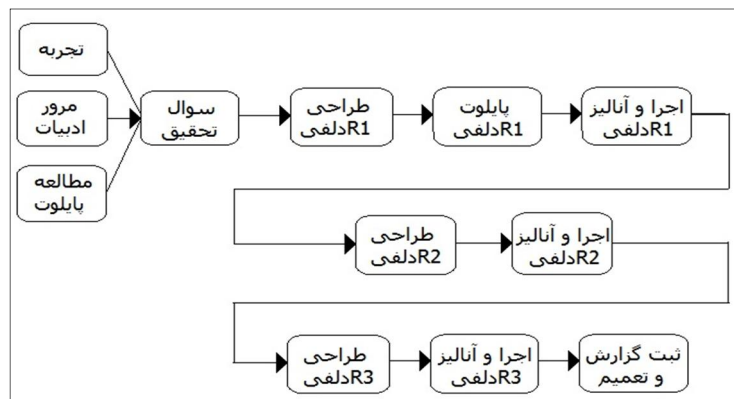 تجربه
مرور
ادبیات
مطالعه
پایلوت
سوال
تحقیق
طراحی
دلفیR1
پایلوت
دلفیR1
اجرا و آنالیز
دلفیR1
طراحی
دلفیR2
اجرا و آنالیز
دلفیR2
طراحی
دلفیR3
اجرا و آنالیز
دلفیR3
ثبت گزارش
و تعمیم